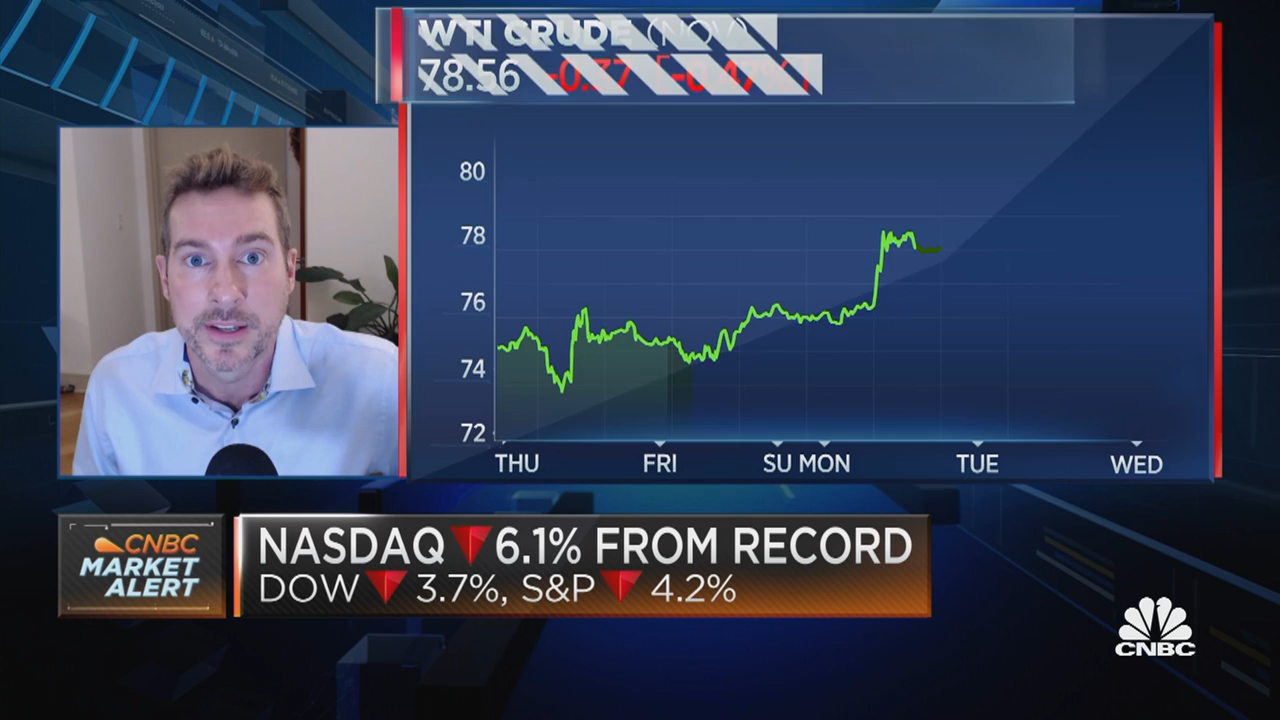 WTI CRUDE (NOV)
78.56
80
78
76
74
72
THU FRI SU MON TUE WED
CNBC
MARKET
ALERT
NASDAQ 6.1% FROM RECORD
DOW 3.7%, S&P 4.2%
CNBC